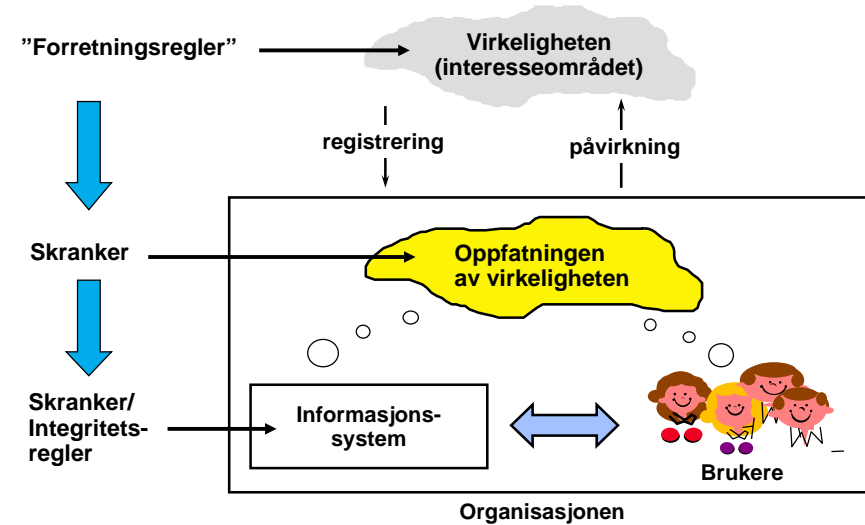 ”Forretningsregler”
Virkeligheten
(interesseområdet)
registrering
påvirkning
Skranker
Oppfatningen
av virkeligheten
Skranker/
Integritets-
regler
Informasjons-
system
Brukere
Organisasjonen